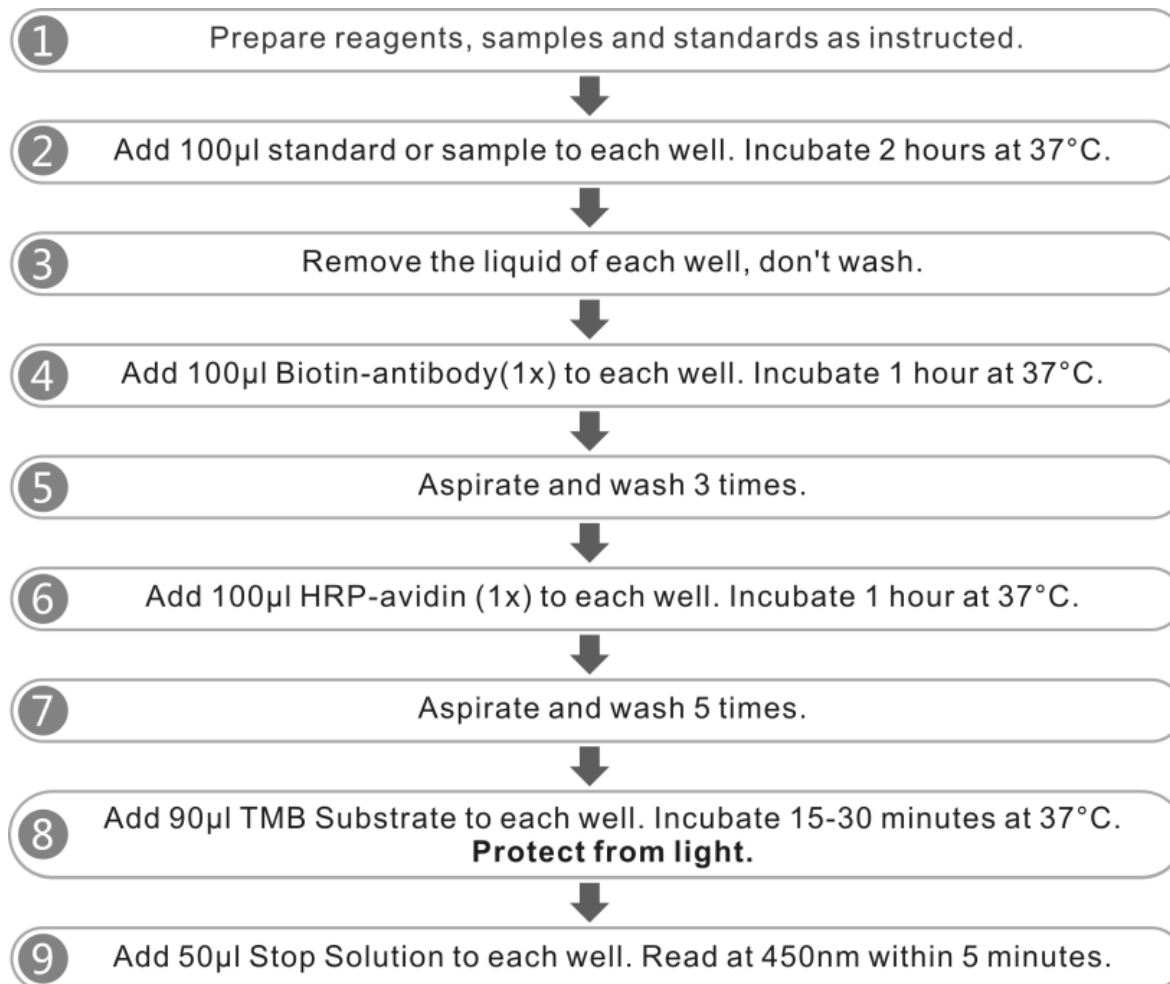 1 Prepare reagents, samples and standards as instructed.
2 Add 100μl standard or sample to each well. Incubate 2 hours at 37°C.
3 Remove the liquid of each well, don't wash.
4 Add 100μl Biotin-antibody(1x) to each well. Incubate 1 hour at 37°C.
5 Aspirate and wash 3 times.
6 Add 100μl HRP-avidin (1x) to each well. Incubate 1 hour at 37°C.
7 Aspirate and wash 5 times.
8 Add 90μl TMB Substrate to each well. Incubate 15-30 minutes at 37°C.
Protect from light.
9 Add 50μl Stop Solution to each well. Read at 450nm within 5 minutes.